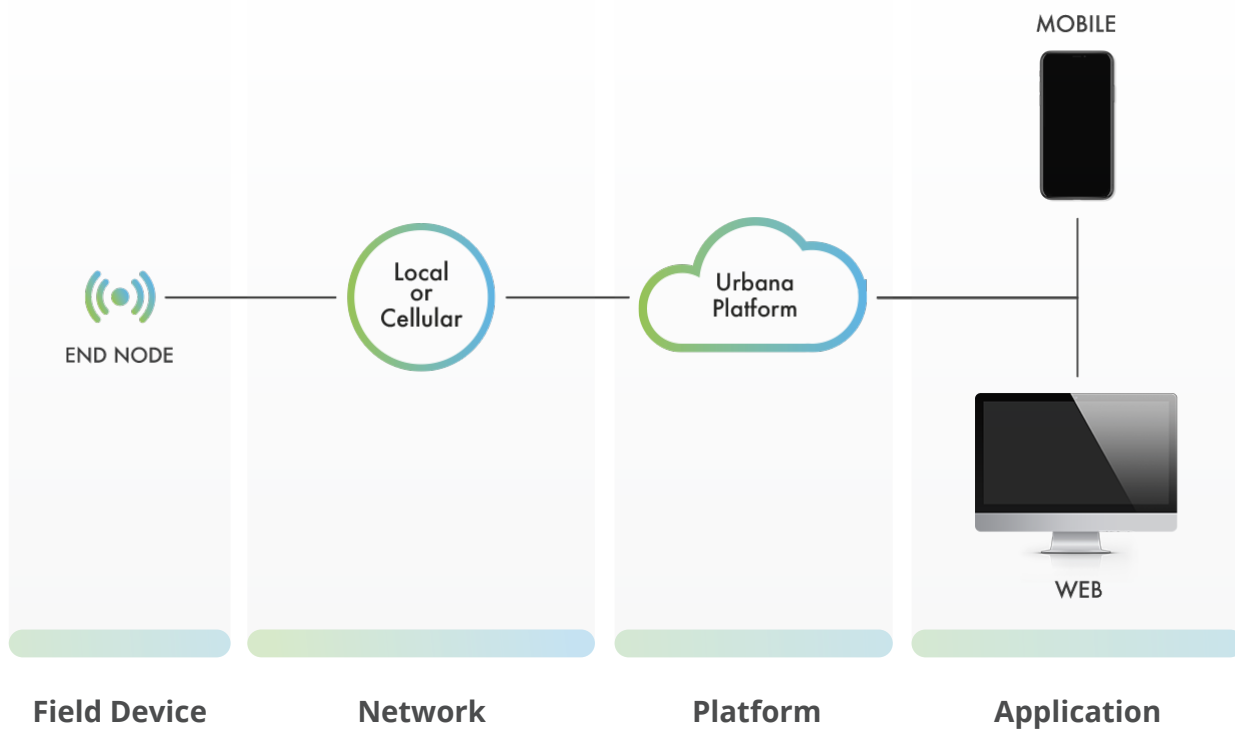 MOBILE
Local
or
Cellular
Urbana
Platform
END NODE
WEB
Field Device
Network
Platform
Application